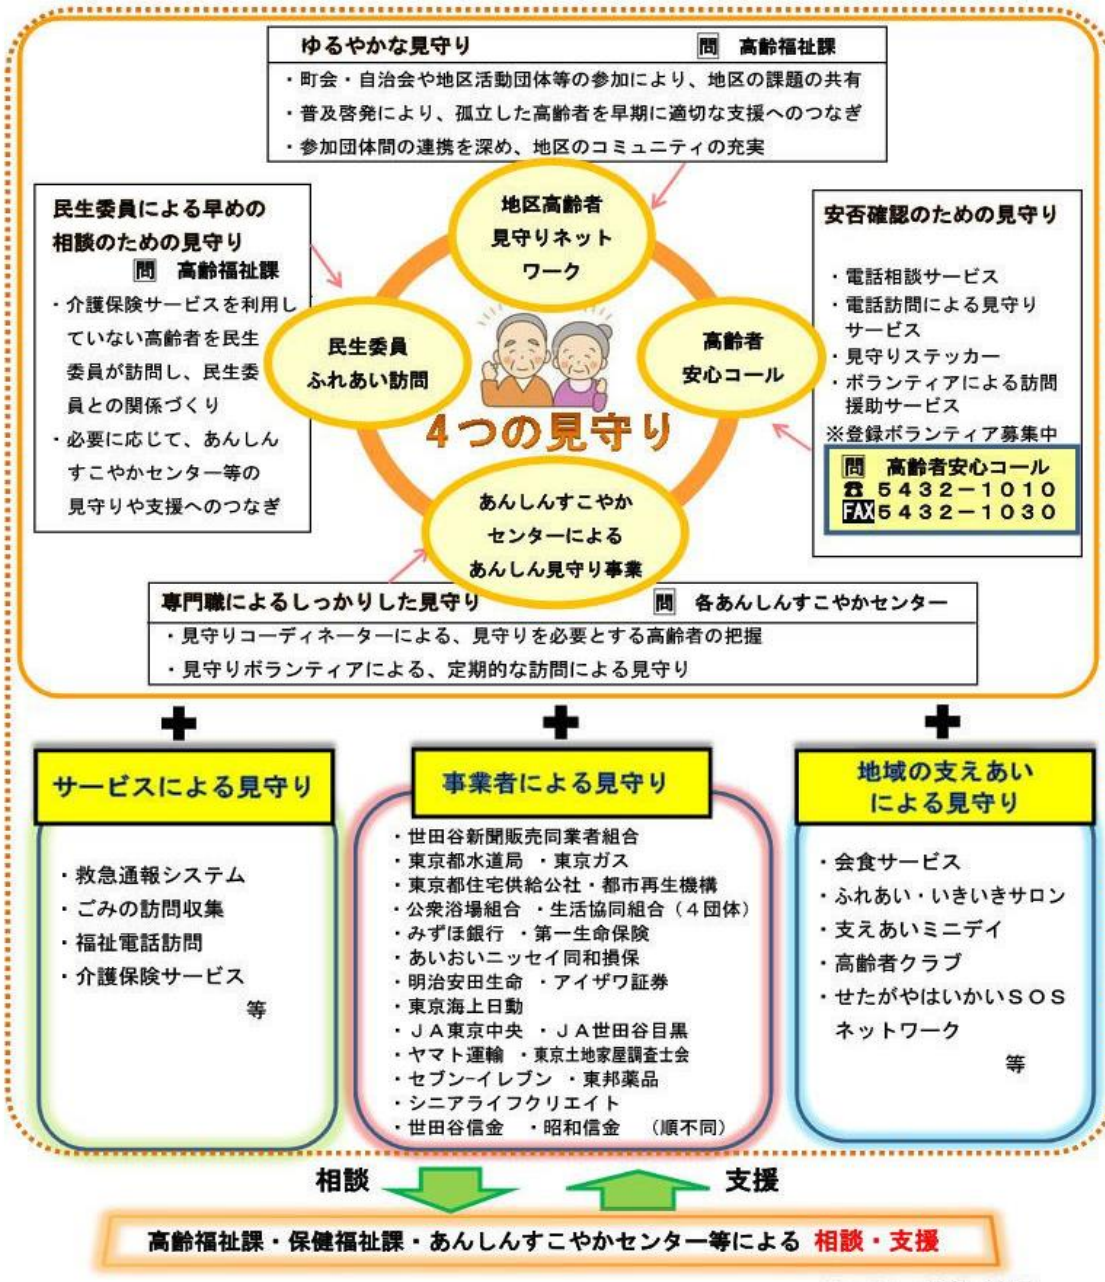 ゆるやかな見守り 問 高齢福祉課
・町会・自治会や地区活動団体等の参加により、地区の課題の共有
・普及啓発により、孤立した高齢者を早期に適切な支援へのつなぎ
・参加団体間の連携を深め、地区のコミュニティの充実
地区高齢者
見守りネット
ワーク
民生委員による早めの
相談のための見守り
問 高齢福祉課
・介護保険サービスを利用し
ていない高齢者を民生
委員が訪問し、民生委
員との関係づくり
・必要に応じて、あんしん
すこやかセンター等の
見守りや支援へのつなぎ
民生委員
ふれあい訪問
高齢者
安心コール
安否確認のための見守り
・電話相談サービス
・電話訪問による見守り
サービス
・見守りステッカー
・ボランティアによる訪問
援助サービス
※登録ボランティア募集中
問 高齢者安心コール
☎5432-1010
FAX5432-1030
4つの見守り
あんしんすこやか
センターによる
あんしん見守り事業
専門職によるしっかりした見守り 問 各あんしんすこやかセンター
・見守りコーディネーターによる、見守りを必要とする高齢者の把握
・見守りボランティアによる、定期的な訪問による見守り
サービスによる見守り
・救急通報システム
・ごみの訪問収集
・福祉電話訪問
・介護保険サービス
等
事業者による見守り
・世田谷新聞販売同業者組合
・東京都水道局 ・東京ガス
・東京都住宅供給公社・都市再生機構
・公衆浴場組合 ・生活協同組合（4団体）
・みずほ銀行 ・第一生命保険
・あいおいニッセイ同和損保
・明治安田生命 ・アイザワ証券
・東京海上日動
・JA東京中央 ・JA世田谷目黒
・ヤマト運輸 ・東京土地家屋調査士会
・セブン-イレブン ・東邦薬品
・シニアライフクリエイト
・世田谷信金 ・昭和信金 （順不同）
地域の支えあい
による見守り
・会食サービス
・ふれあい・いきいきサロン
・支えあいミニデイ
・高齢者クラブ
・せたがやはいかいSOS
ネットワーク
等
相談 支援
高齢福祉課・保健福祉課・あんしんすこやかセンター等による 相談・支援